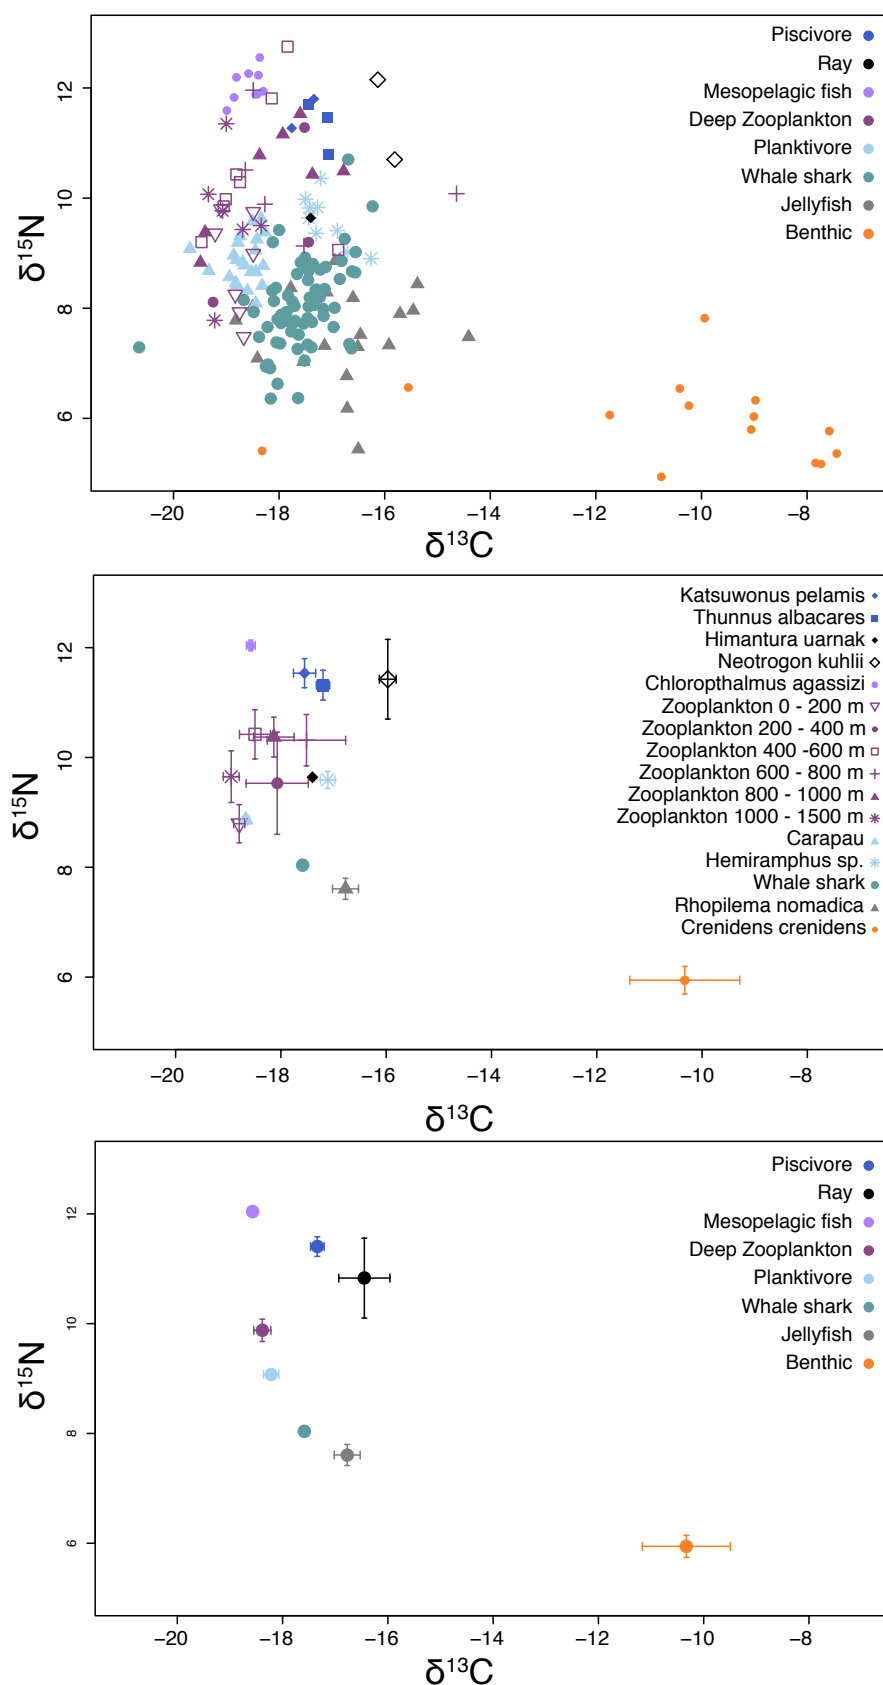 Piscivore
Ray
Mesopelagic fish
Deep Zooplankton
Planktivore
Whale shark
Jellyfish
Benthic
12
10
8
6
δ15N
−20 −18 −16 −14 −12 −10 −8
δ13C
Katsuwonus pelamis
Thunnus albacares
Himantura uarnak
Neotrogon kuhlii
Chloropthalmus agassizi
Zooplankton 0 - 200 m
Zooplankton 200 - 400 m
Zooplankton 400 -600 m
Zooplankton 600 - 800 m
Zooplankton 800 - 1000 m
Zooplankton 1000 - 1500 m
Carapau
Hemiramphus sp.
Whale shark
Rhopilema nomadica
Crenidens crenidens
12
10
8
6
δ15N
−20 −18 −16 −14 −12 −10 −8
δ13C
Piscivore
Ray
Mesopelagic fish
Deep Zooplankton
Planktivore
Whale shark
Jellyfish
Benthic
12
10
8
6
δ15N
−20 −18 −16 −14 −12 −10 −8
δ13C